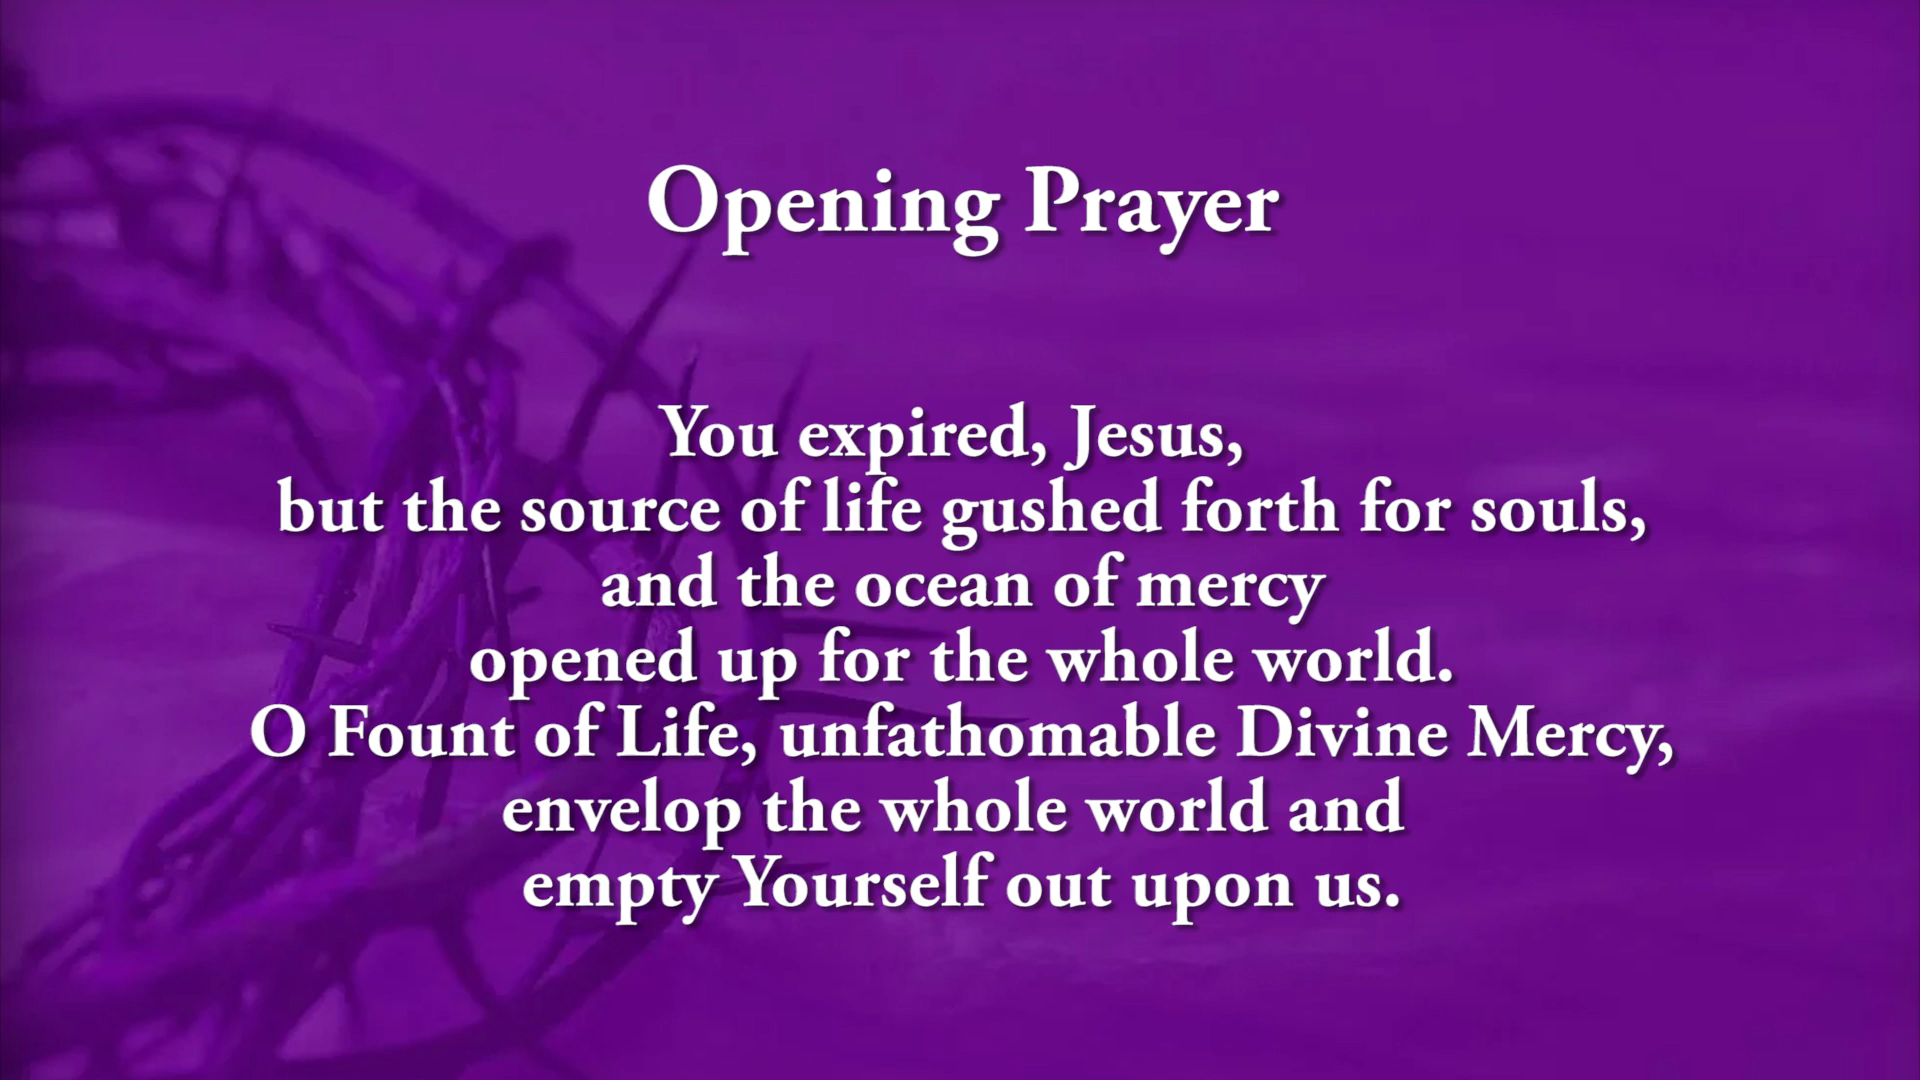 Opening Prayer
You expired, Jesus,
but the source of life gushed forth for souls,
and the ocean of mercy
opened up for the whole world.
O Fount of Life, unfathomable Divine Mercy,
envelop the whole world and
empty Yourself out upon us.